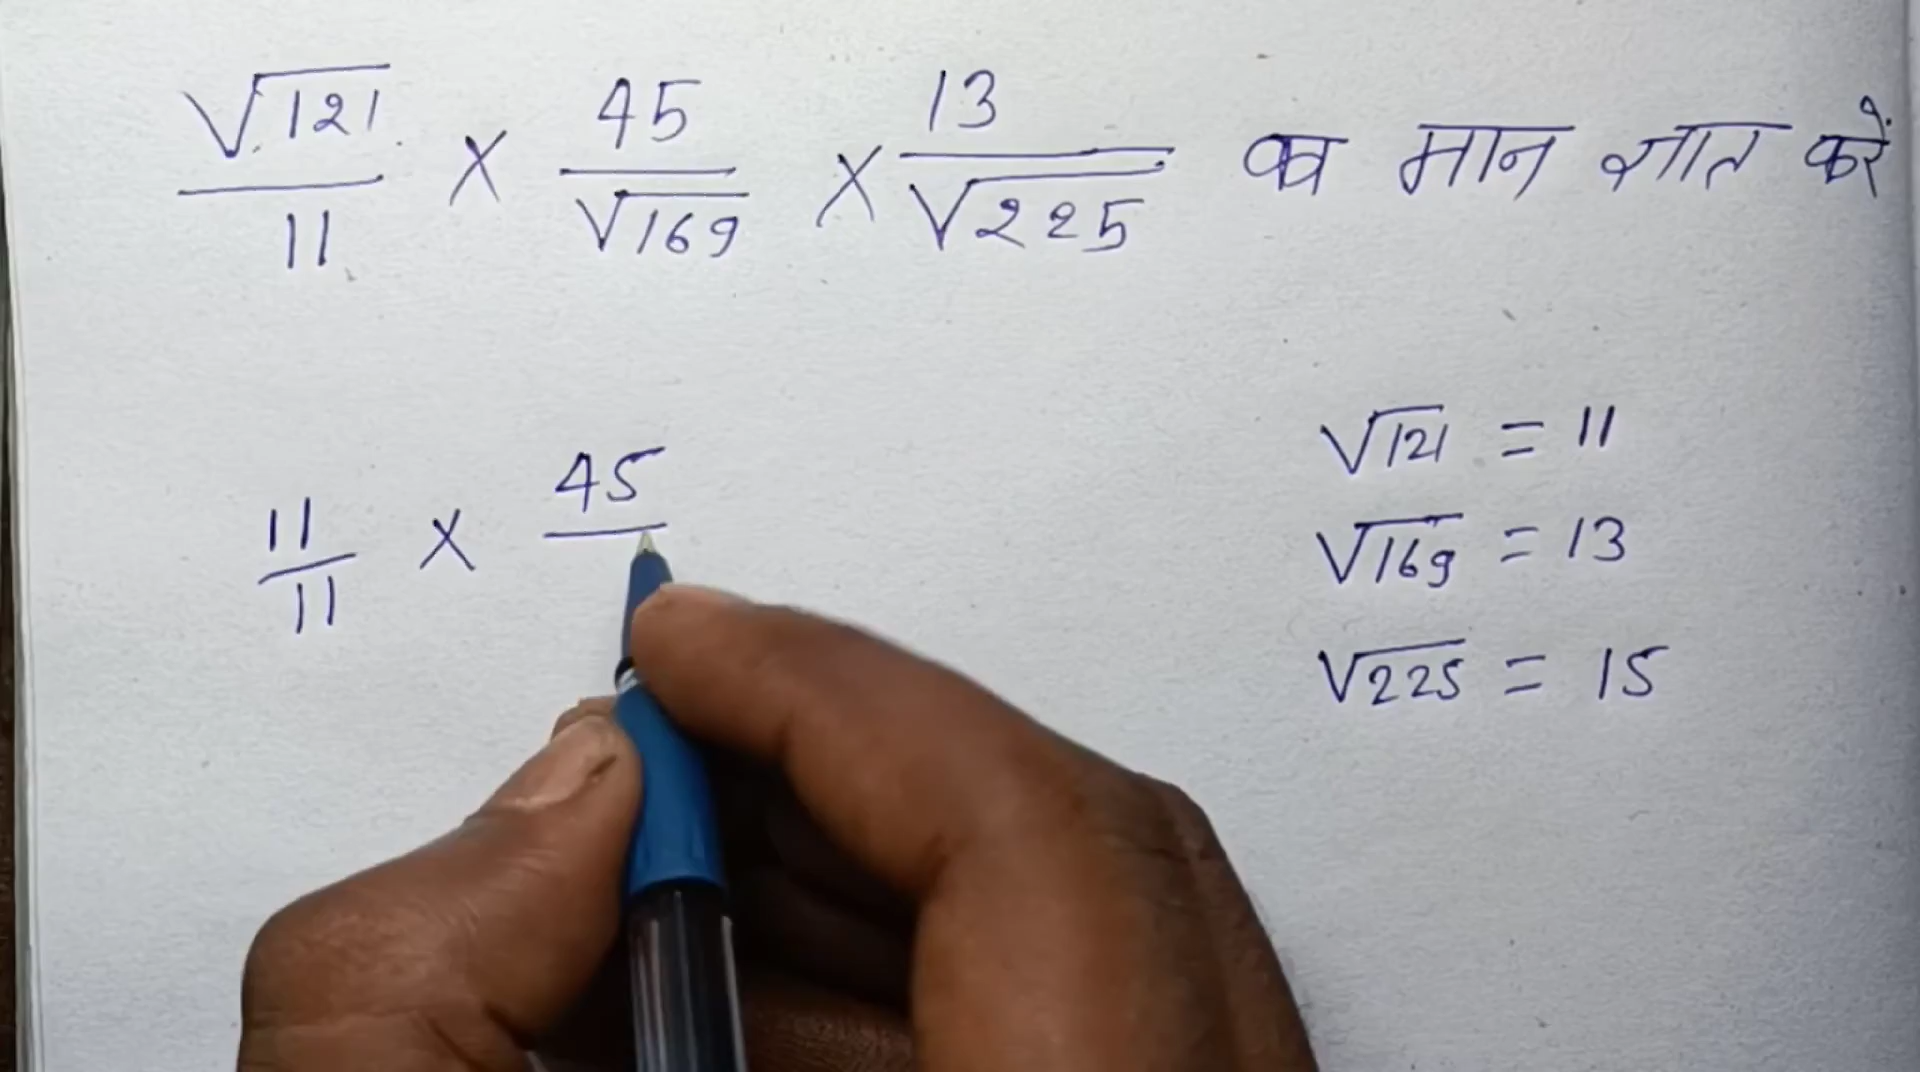 √121/11 × 45/√169 × 13/√225 का मान ज्ञात करें
√121 = 11
11/11 × 45/
√169 = 13
√225 = 15